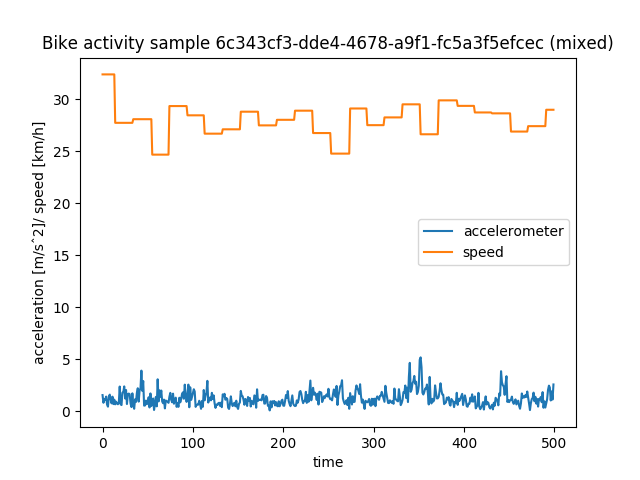 Bike activity sample 6c343cf3-dde4-4678-a9f1-fc5a3f5efcec (mixed)
acceleration [m/s^2]/ speed [km/h]
30
25
20
15
10
5
0
accelerometer
speed
0 100 200 300 400 500
time